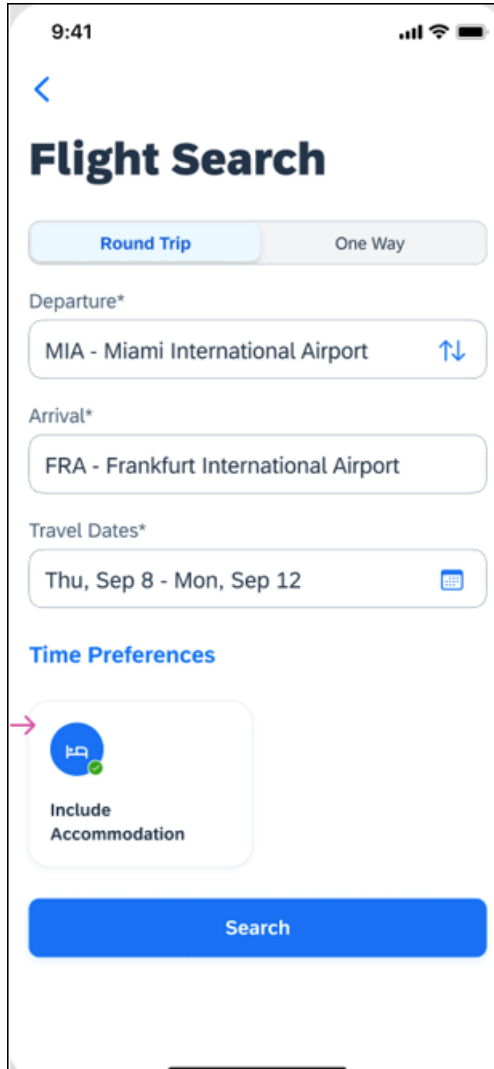 9:41
Flight Search
Round Trip
One Way
Departure*
MIA - Miami International Airport
Arrival*
FRA - Frankfurt International Airport
Travel Dates*
Thu, Sep 8 - Mon, Sep 12
Time Preferences
Include
Accommodation
Search